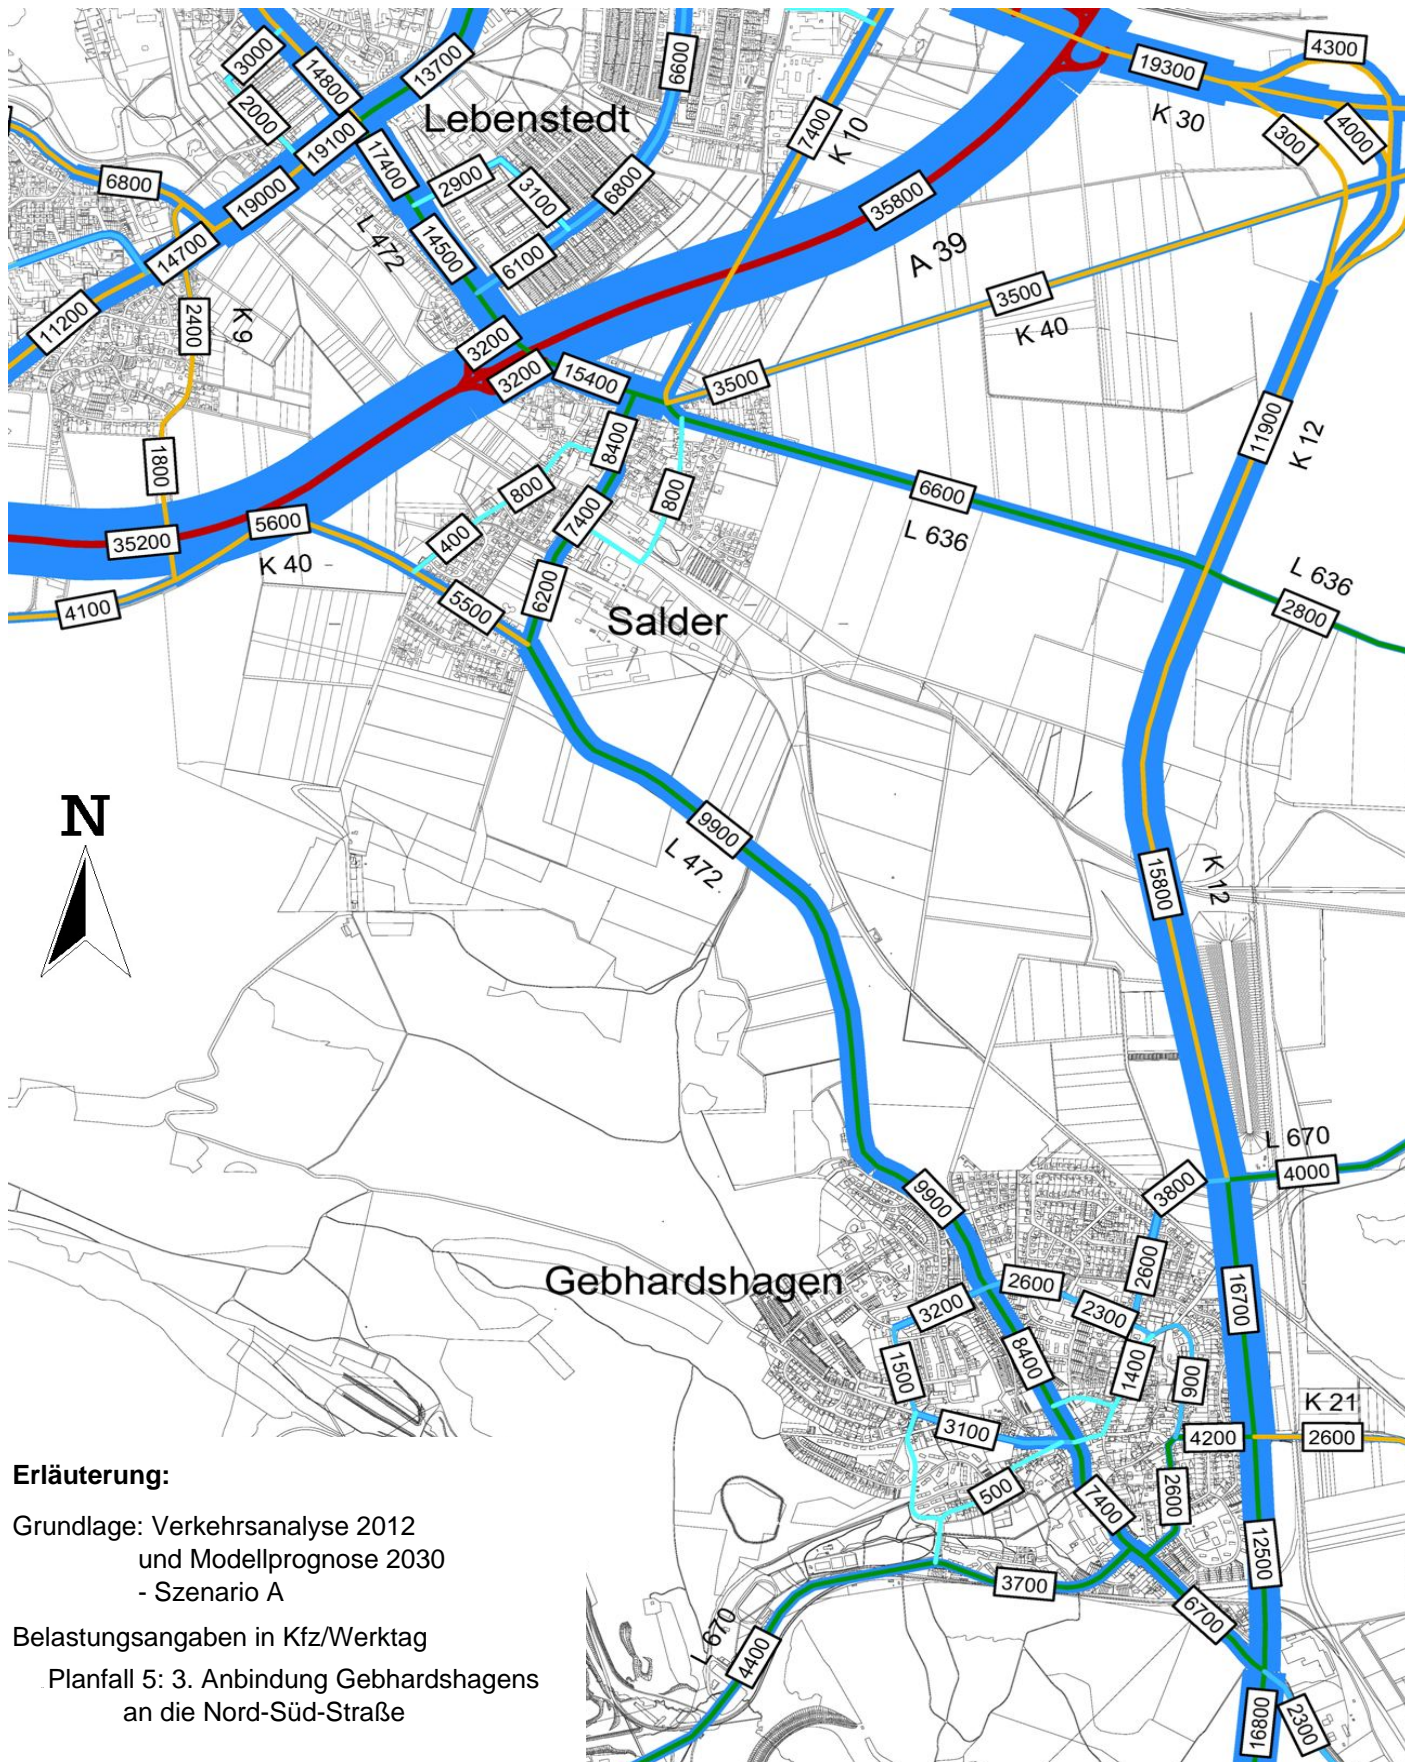 3000
14800
13700
6600
4300
19300
K 30
2000
19100
Lebenstedt
7400
K 10
300
4000
17400
2900
6800
6800
3100
19000
35800
L 472
14500
14700
6100
A 39
3500
K 40
11200
2400
K 9
3200
3200
15400
3500
11900
K 12
1800
8400
800
800
6600
L 636
7400
35200
5600
K 40
400
L 636
2800
4100
5500
6200
Salder
N
9900
L 472
15800
K 12
L 670
4000
3800
9900
2600
Gebhardshagen
2600
3200
2300
16700
8400
1400
1500
900
K 21
3100
4200
2600
500
2600
7400
12500
3700
6700
L 670
4400
16800
2300
Erläuterung:
Grundlage: Verkehrsanalyse 2012
und Modellprognose 2030
- Szenario A
Belastungsangaben in Kfz/Werktag
Planfall 5: 3. Anbindung Gebhardshagens
an die Nord-Süd-Straße